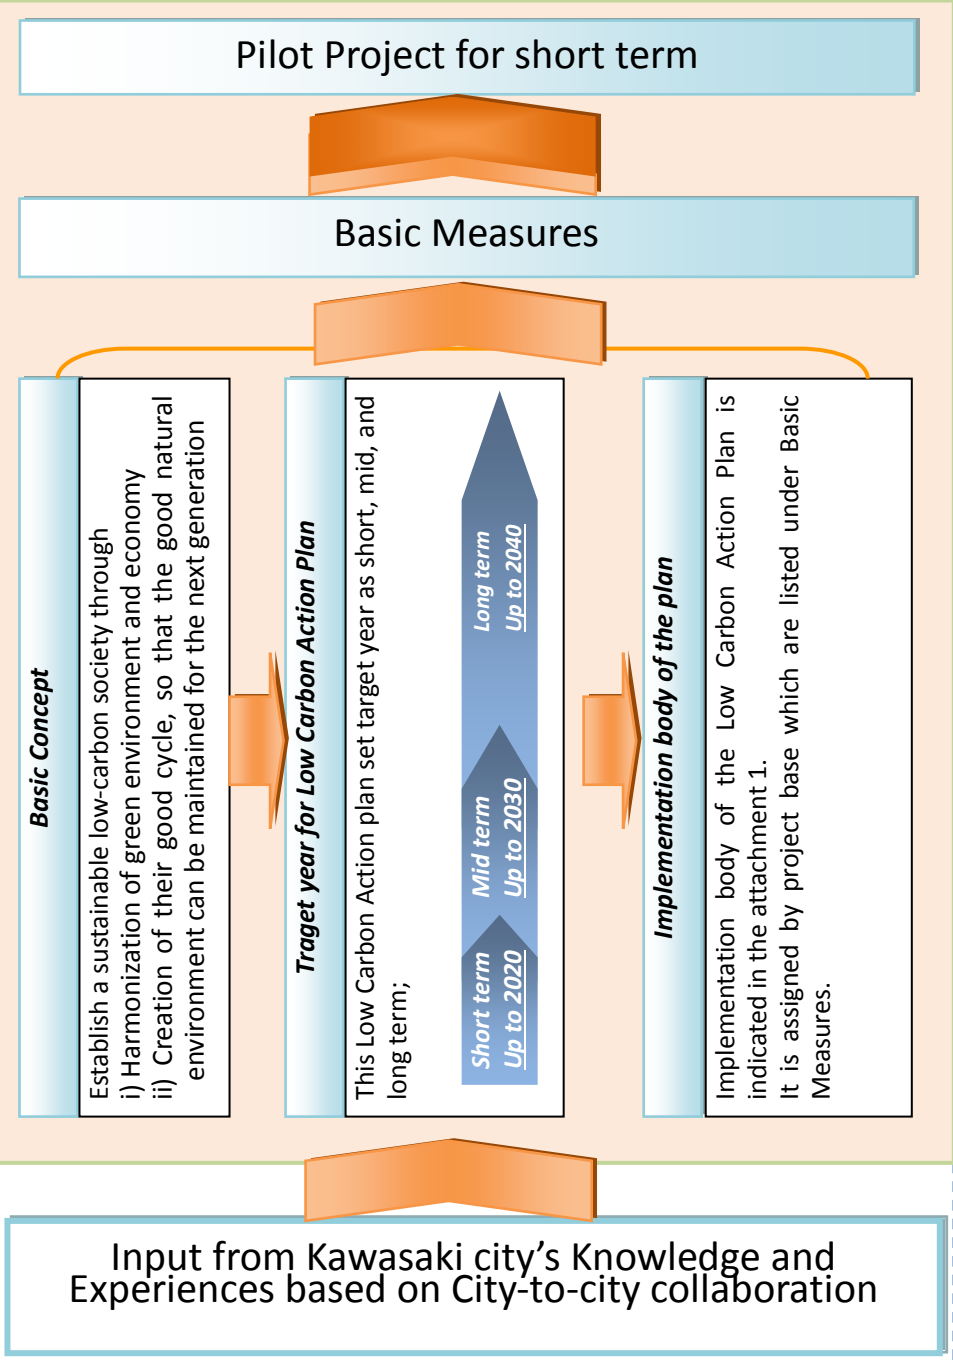 Pilot Project for short term
Basic Measures
Basic Concept
Establish a sustainable low-carbon society through
i) Harmonization of green environment and economy
ii) Creation of their good cycle, so that the good natural
environment can be maintained for the next generation
Traget year for Low Carbon Action Plan
This Low Carbon Action plan set target year as short, mid, and
long term;
Short term
Up to 2020
Mid term
Up to 2030
Long term
Up to 2040
Implementation body of the plan
Implementation body of the Low Carbon Action Plan is
indicated in the attachment 1.
It is assigned by project base which are listed under Basic
Measures.
Input from Kawasaki city’s Knowledge and
Experiences based on City-to-city collaboration